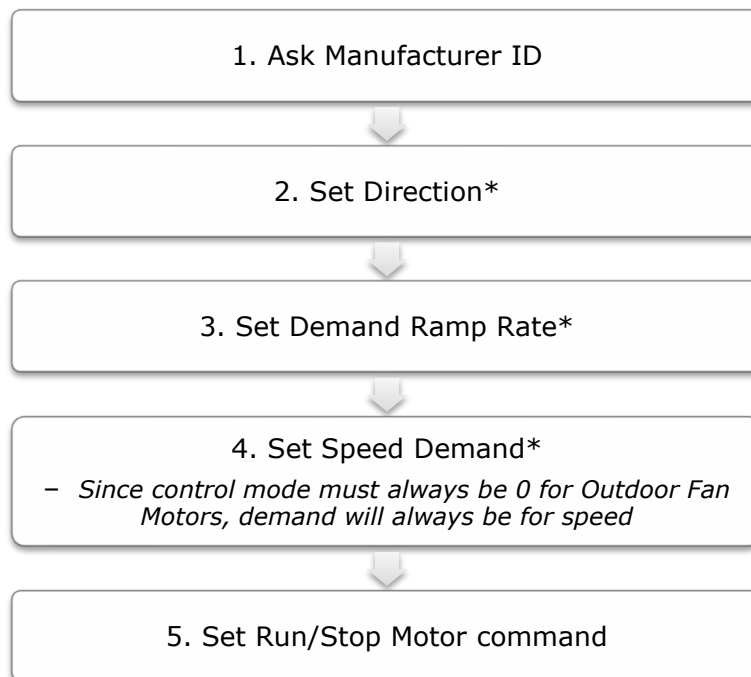 1. Ask Manufacturer ID
2. Set Direction*
3. Set Demand Ramp Rate*
4. Set Speed Demand*
– Since control mode must always be 0 for Outdoor Fan
Motors, demand will always be for speed
5. Set Run/Stop Motor command